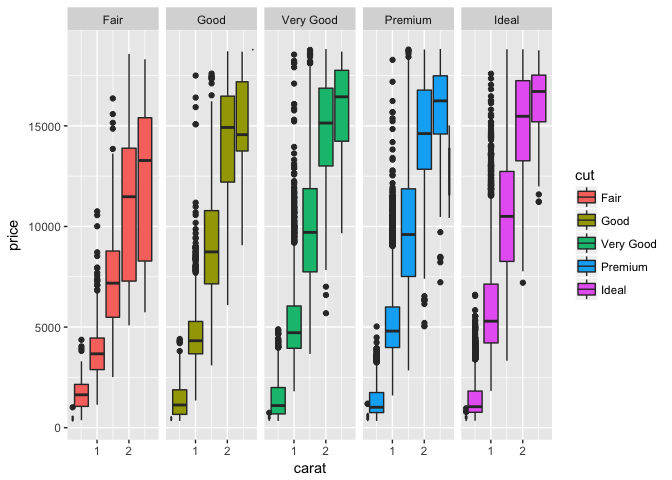 Fair Good Very Good Premium Ideal
15000
10000
5000
0
price
1 2 1 2 1 2 1 2 1 2
carat
cut
Fair
Good
Very Good
Premium
Ideal